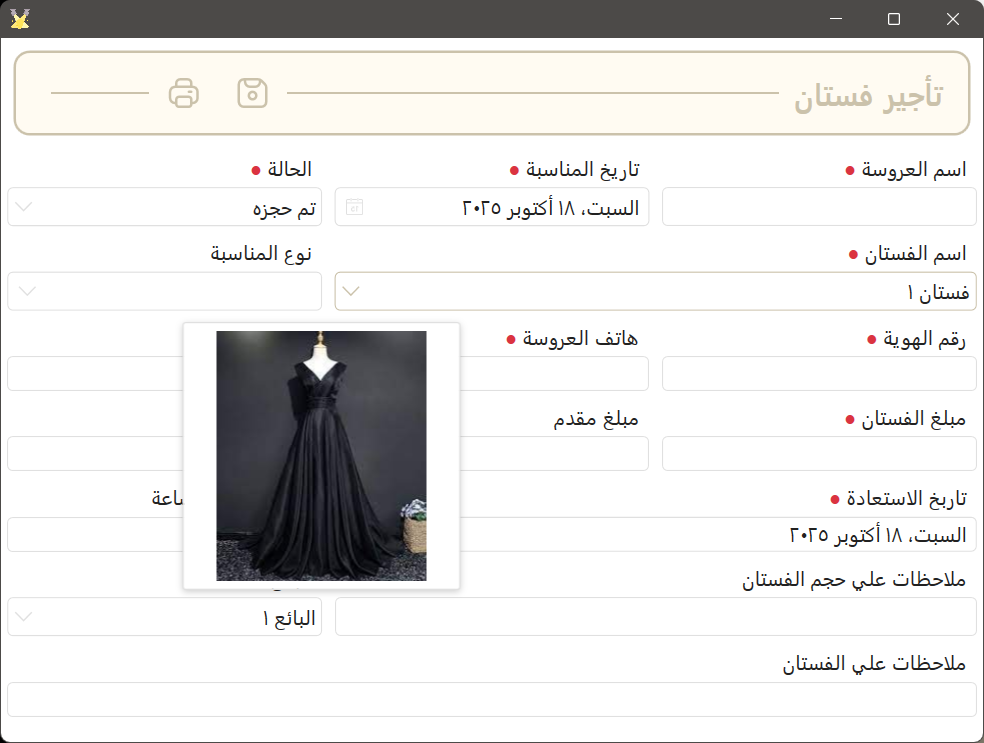 تأجير فستان
اسم العروسة
تاريخ المناسبة
الحالة
السبت، ١٨ أكتوبر ٢٠٢٥
تم حجزه
اسم الفستان
نوع المناسبة
فستان ١
رقم الهوية
هاتف العروسة
مبلغ الفستان
مبلغ مقدم
تاريخ الاستعادة
السبت، ١٨ أكتوبر ٢٠٢٥
ملاحظات علي حجم الفستان
البائع ١
ملاحظات علي الفستان